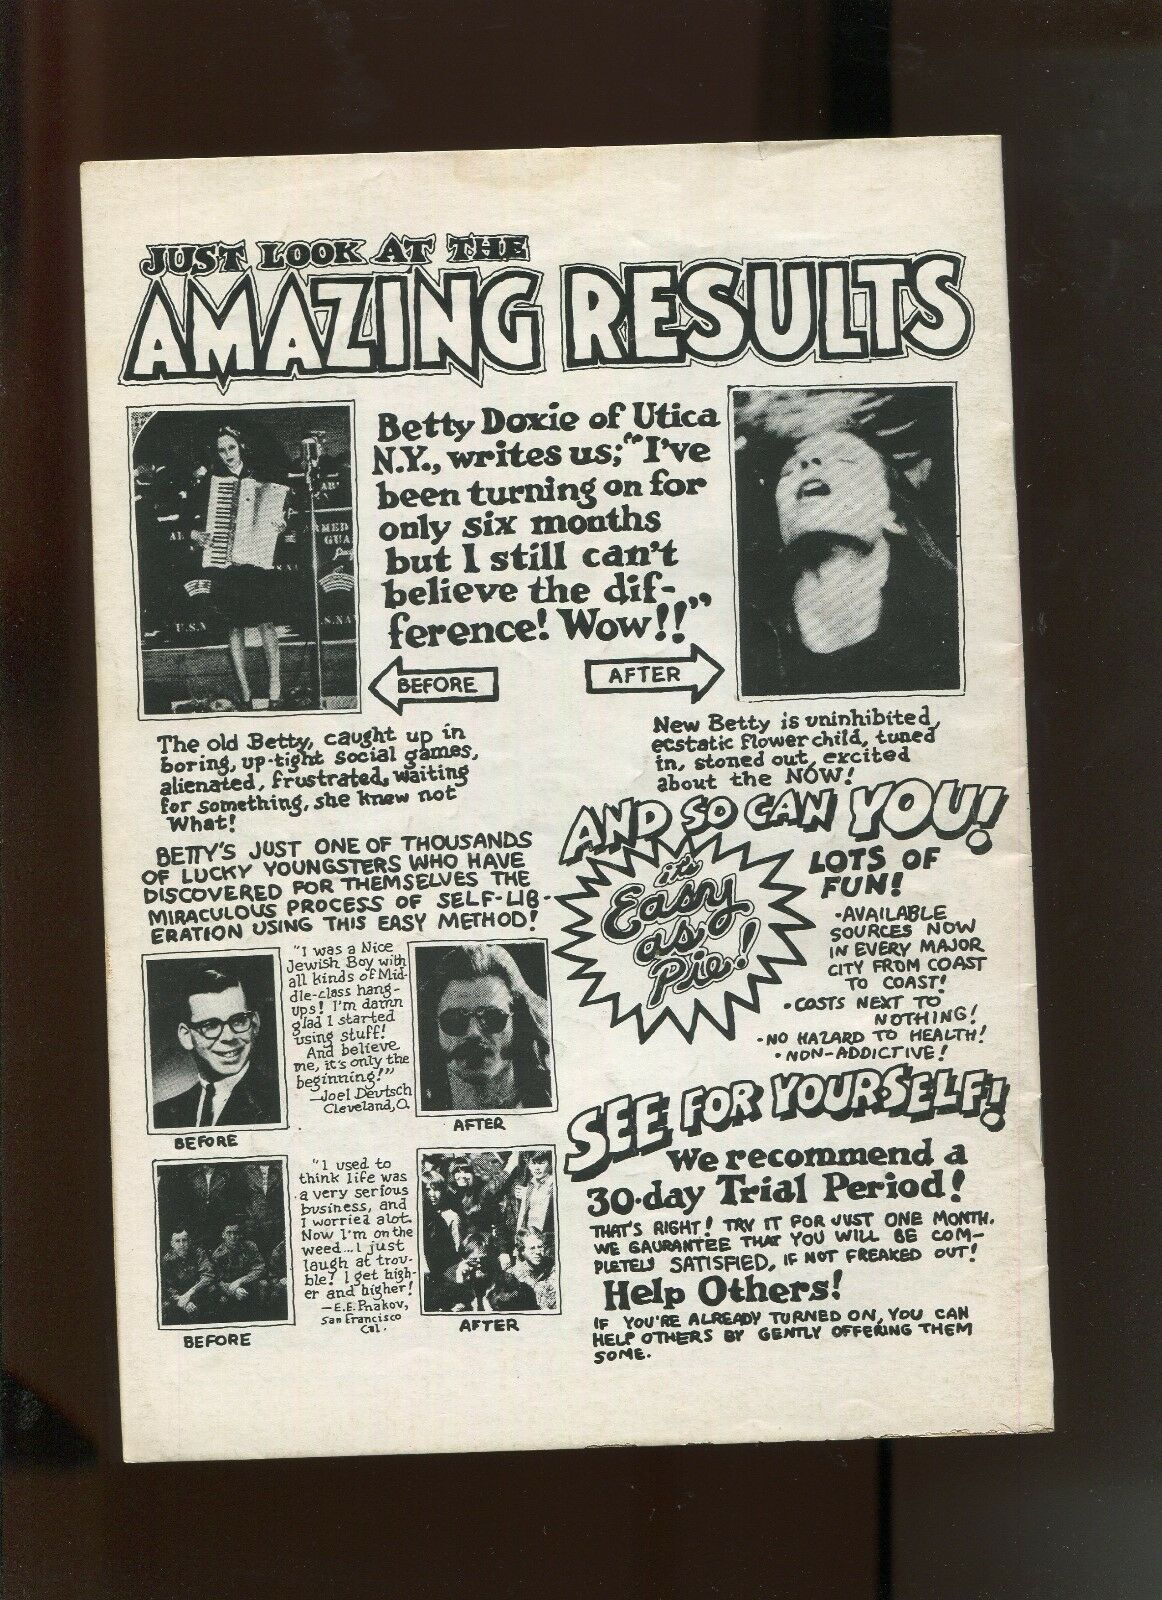 JUST LOOK AT THE
AMAZING RESULTS
Betty Doxie of Utica
N.Y., writes us; "I've
been turning on for
only six months
but I still can't
believe the dif-
ference! Wow!!"
BEFORE
AFTER
The old Betty, caught up in
boring, up-tight social games,
alienated, frustrated, waiting
for something, she knew not
What!
New Betty is uninhibited,
ecstatic flower child, tuned
in, stoned out, excited
about the NOW!
BETTY'S JUST ONE OF THOUSANDS
OF LUCKY YOUNGSTERS WHO HAVE
DISCOVERED FOR THEMSELVES THE
MIRACULOUS PROCESS OF SELF-LIB-
ERATION USING THIS EASY METHOD!
AND SO CAN YOU!
it's
Easy
as
Pie!
LOTS OF
FUN!
•AVAILABLE
SOURCES NOW
IN EVERY MAJOR
CITY FROM COAST
TO COAST!
•COSTS NEXT TO
NOTHING!
•NO HAZARD TO HEALTH!
•NON-ADDICTIVE!
"I was a Nice
Jewish Boy with
all kinds of Mid-
dle-class hang-
ups! I'm damn
glad I started
using stuff!
And believe
me, it's only the
beginning!"
—Joel Deutsch
Cleveland, O.
BEFORE
AFTER
"I used to
think life was
a very serious
business, and
I worried alot.
Now I'm on the
weed... I just
laugh at trou-
ble! I get high-
er and higher!
—E.E. Pnakov,
San Francisco
Cal.
BEFORE
AFTER
SEE FOR YOURSELF!
We recommend a
30-day Trial Period!
THAT'S RIGHT! TRY IT FOR JUST ONE MONTH.
WE GAURANTEE THAT YOU WILL BE COM-
PLETELY SATISFIED, IF NOT FREAKED OUT!
Help Others!
IF YOU'RE ALREADY TURNED ON, YOU CAN
HELP OTHERS BY GENTLY OFFERING THEM
SOME.